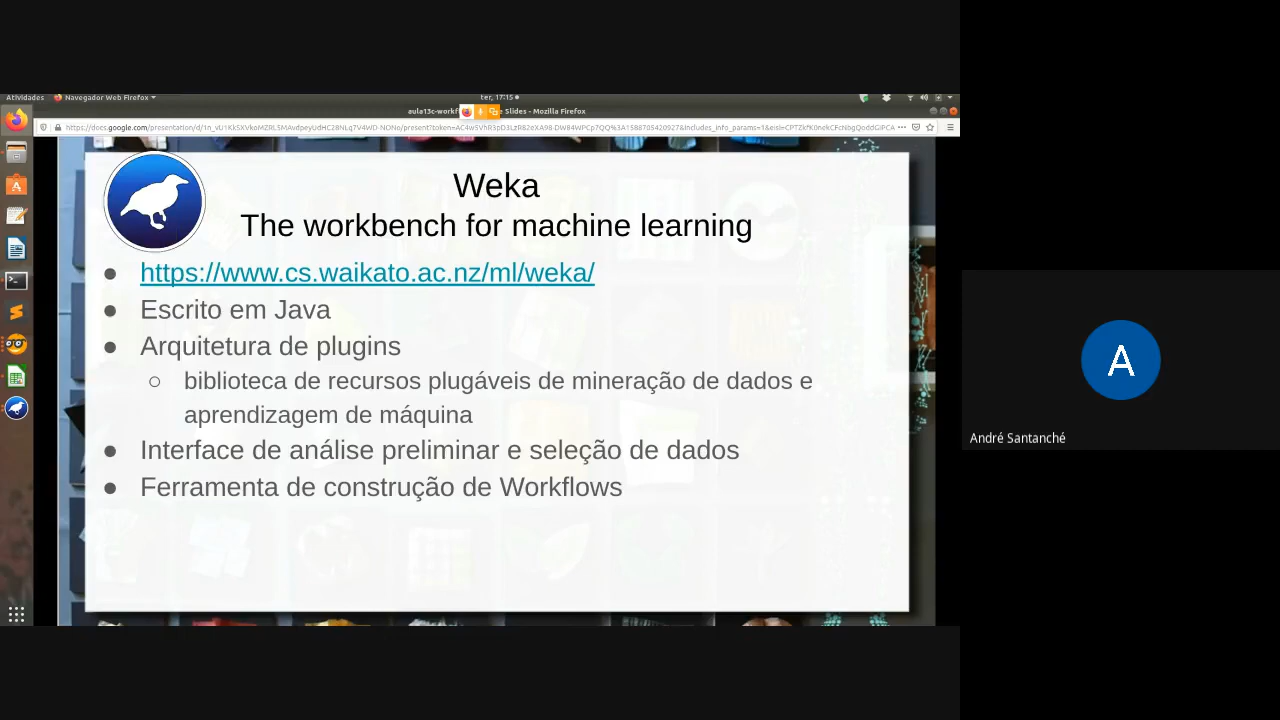 Atividades
Navegador Web Firefox
ter, 17:15
Slides - Mozilla Firefox
Weka
The workbench for machine learning
● https://www.cs.waikato.ac.nz/ml/weka/
● Escrito em Java
● Arquitetura de plugins
○ biblioteca de recursos plugáveis de mineração de dados e
aprendizagem de máquina
● Interface de análise preliminar e seleção de dados
● Ferramenta de construção de Workflows
A
André Santanché